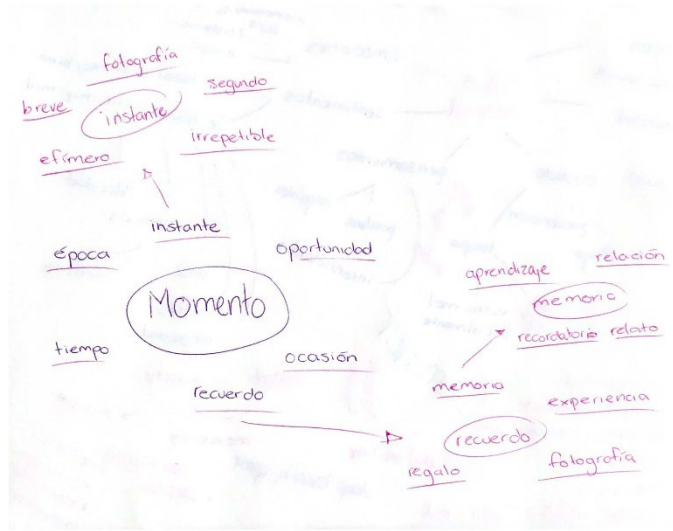 fotografía
segundo
breve
instante
irrepetible
efímero
instante
época
oportunidad
Momento
tiempo
ocasión
recuerdo
relación
aprendizaje
memoria
recordatorio relato
memoria
experiencia
recuerdo
regalo
fotografía